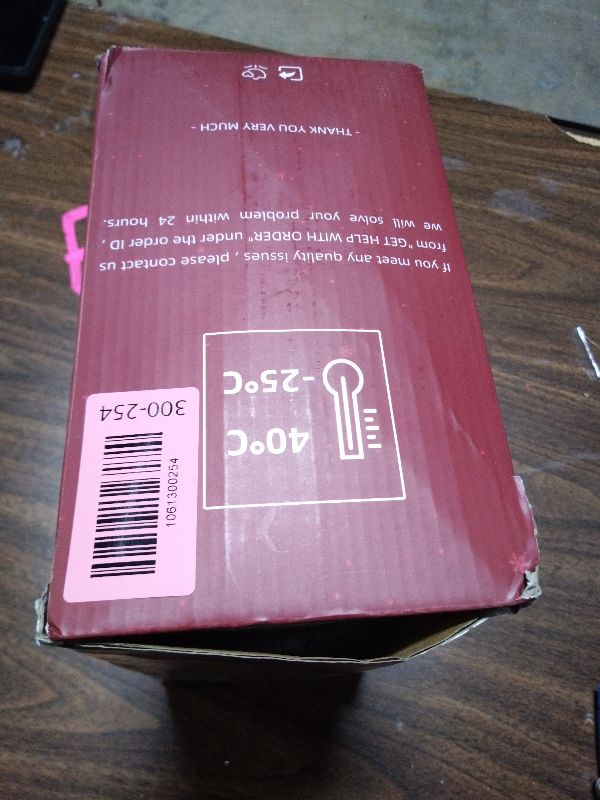 If you meet any quality issues , please contact us
from "GET HELP WITH ORDER" under the order ID ,
we will solve your problem within 24 hours.
- THANK YOU VERY MUCH -
40°C
-25°C
300-254
1061300254